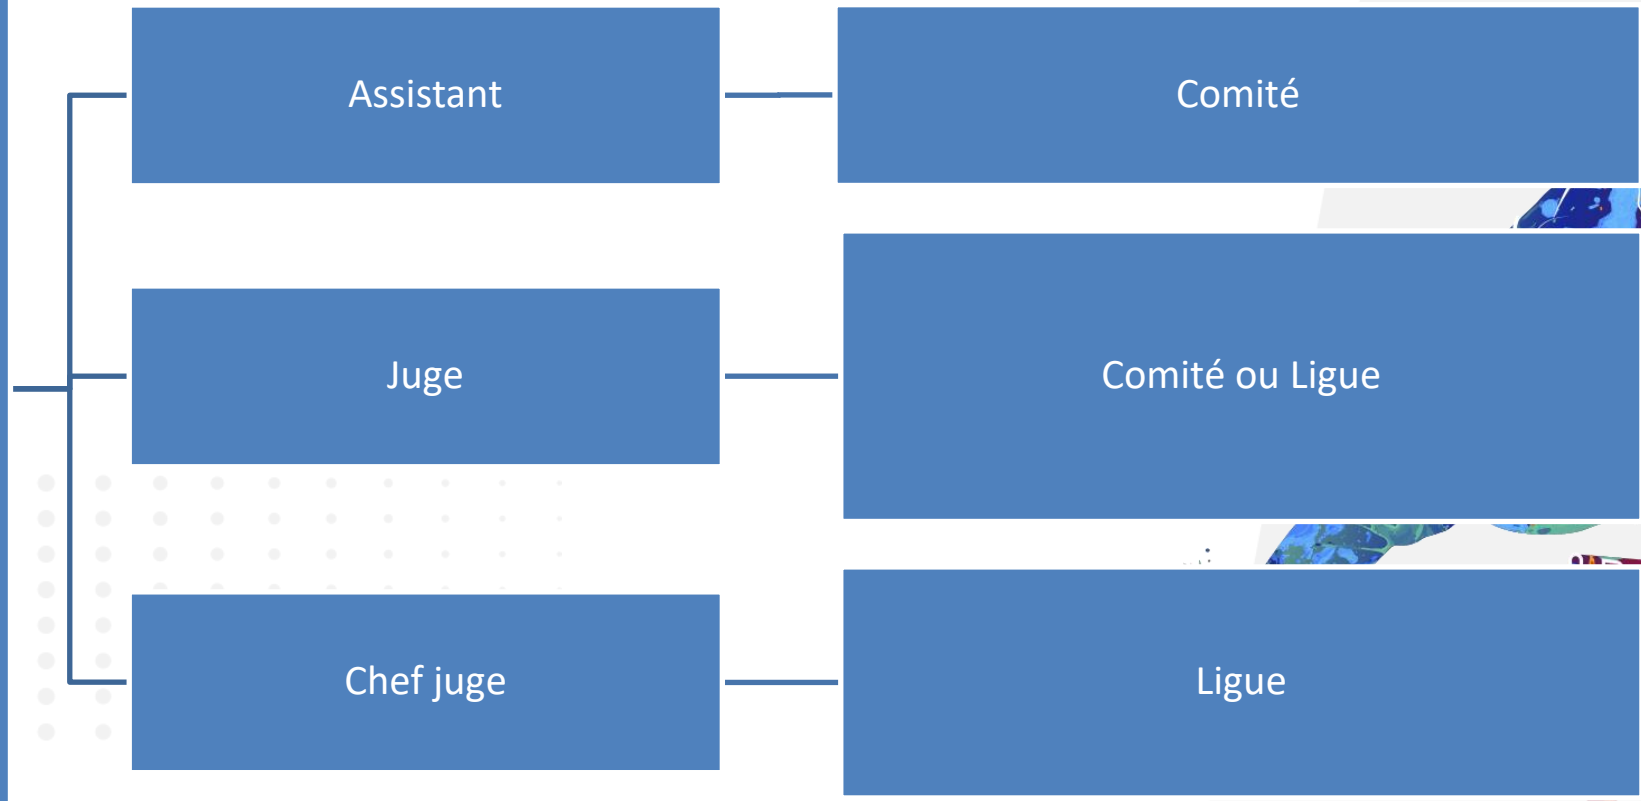 Assistant
Comité
Juge
Comité ou Ligue
Chef juge
Ligue